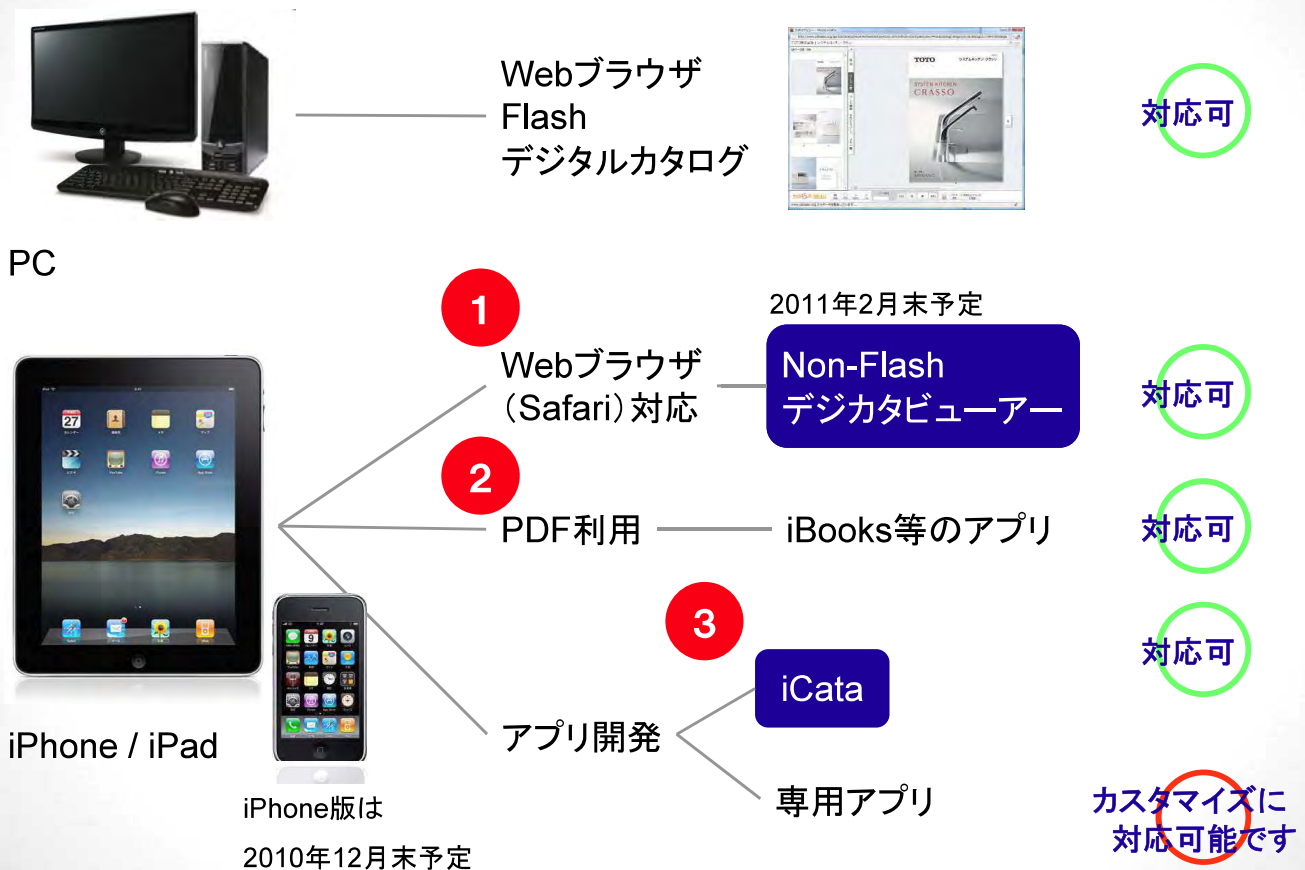 Webブラウザ
Flash
デジタルカタログ
TOTO
SYSTEM KITCHEN
CRASSO
対応可
PC
1
2011年2月末予定
Webブラウザ
（Safari）対応
Non-Flash
デジカタビューアー
対応可
2
PDF利用
iBooks等のアプリ
対応可
3
iCata
対応可
アプリ開発
iPhone / iPad
専用アプリ
カスタマイズに
対応可能です
iPhone版は
2010年12月末予定
27
9